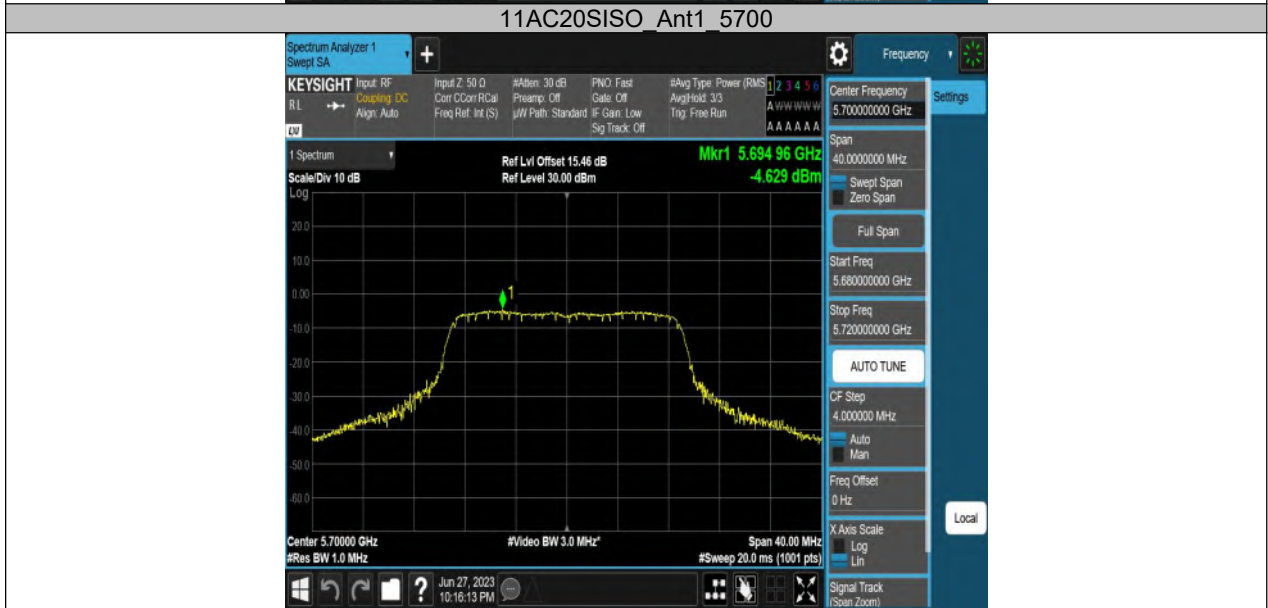 11AC20SISO_Ant1_5700
Spectrum Analyzer 1
Swept SA
Frequency
KEYSIGHT
R L
Input: RF
Coupling: DC
Align: Auto
Input Z: 50 Ω
Corr CCorr RCal
Freq Ref: Int (S)
#Atten: 30 dB
Preamp: Off
µW Path: Standard
PNO: Fast
Gate: Off
IF Gain: Low
Sig Track: Off
#Avg Type: Power (RMS
Avg|Hold: 3/3
Trig: Free Run
1 2 3 4 5 6
A W W W W W
A A A A A A
1 Spectrum
Scale/Div 10 dB
Log
Ref Lvl Offset 15.46 dB
Ref Level 30.00 dBm
Mkr1 5.694 96 GHz
-4.629 dBm
20.0
10.0
0.00
-10.0
-20.0
-30.0
-40.0
-50.0
-60.0
1
Center 5.70000 GHz
#Res BW 1.0 MHz
#Video BW 3.0 MHz*
Span 40.00 MHz
#Sweep 20.0 ms (1001 pts)
Jun 27, 2023
10:16:13 PM
Center Frequency
5.700000000 GHz
Settings
Span
40.0000000 MHz
Swept Span
Zero Span
Full Span
Start Freq
5.680000000 GHz
Stop Freq
5.720000000 GHz
AUTO TUNE
CF Step
4.000000 MHz
Auto
Man
Freq Offset
0 Hz
X Axis Scale
Log
Lin
Local
Signal Track
(Span Zoom)